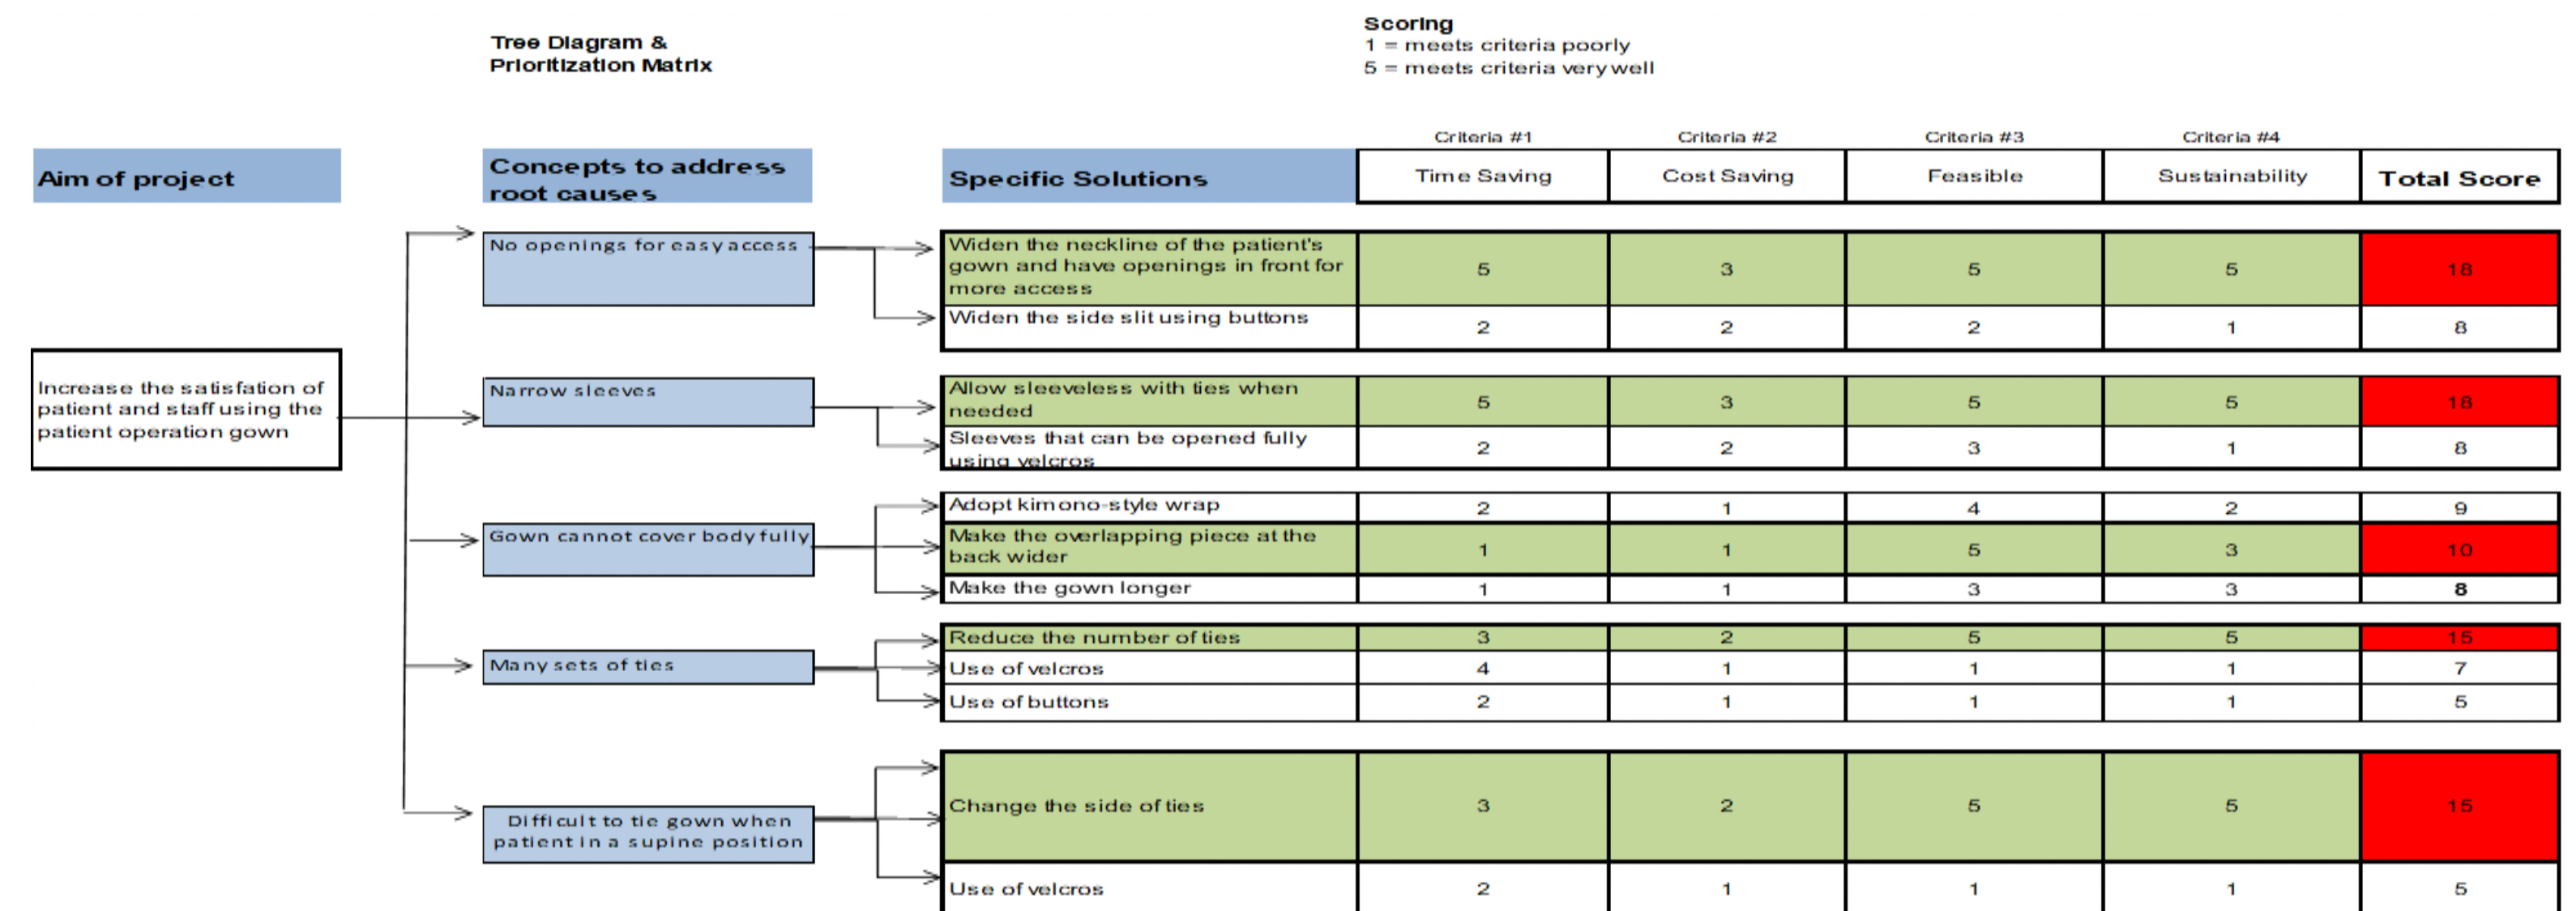 Tree Diagram &
Prioritization Matrix
Scoring
1 = meets criteria poorly
5 = meets criteria very well
Criteria #1
Criteria #2
Criteria #3
Criteria #4
Aim of project
Concepts to address
root causes
Specific Solutions
Time Saving
Cost Saving
Feasible
Sustainability
Total Score
Increase the satisfation of
patient and staff using the
patient operation gown
No openings for easy access
Widen the neckline of the patient's
gown and have openings in front for
more access
5
3
5
5
18
Widen the side slit using buttons
2
2
2
1
8
Narrow sleeves
Allow sleeveless with ties when
needed
5
3
5
5
18
Sleeves that can be opened fully
using velcros
2
2
3
1
8
Gown cannot cover body fully
Adopt kimono-style wrap
2
1
4
2
9
Make the overlapping piece at the
back wider
1
1
5
3
10
Make the gown longer
1
1
3
3
8
Many sets of ties
Reduce the number of ties
3
2
5
5
15
Use of velcros
4
1
1
1
7
Use of buttons
2
1
1
1
5
Difficult to tie gown when
patient in a supine position
Change the side of ties
3
2
5
5
15
Use of velcros
2
1
1
1
5